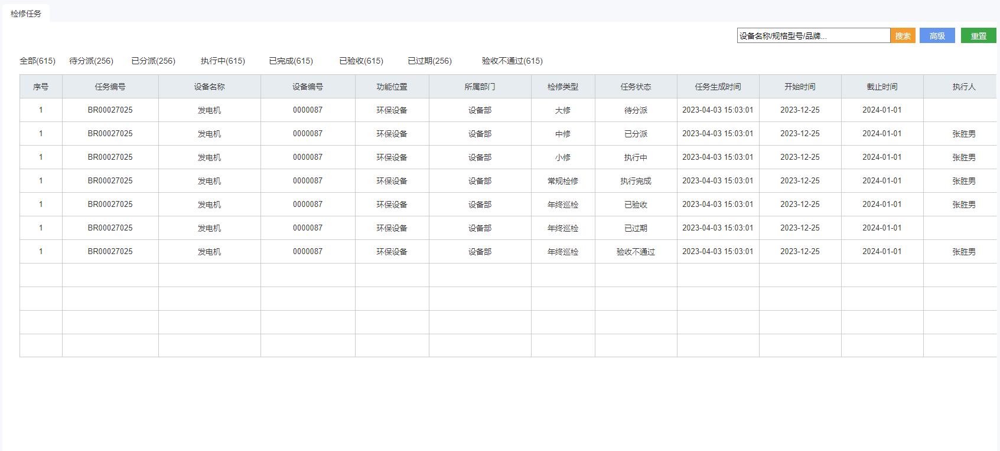 检修任务
设备名称/规格型号/品牌... 搜索 高级 重置
全部(615) 待分派(256) 已分派(256) 执行中(615) 已完成(615) 已验收(615) 已过期(256) 验收不通过(615)
序号 任务编号 设备名称 设备编号 功能位置 所属部门 检修类型 任务状态 任务生成时间 开始时间 截止时间 执行人
1 BR00027025 发电机 0000087 环保设备 设备部 大修 待分派 2023-04-03 15:03:01 2023-12-25 2024-01-01
1 BR00027025 发电机 0000087 环保设备 设备部 中修 已分派 2023-04-03 15:03:01 2023-12-25 2024-01-01 张胜男
1 BR00027025 发电机 0000087 环保设备 设备部 小修 执行中 2023-04-03 15:03:01 2023-12-25 2024-01-01 张胜男
1 BR00027025 发电机 0000087 环保设备 设备部 常规检修 执行完成 2023-04-03 15:03:01 2023-12-25 2024-01-01 张胜男
1 BR00027025 发电机 0000087 环保设备 设备部 年终巡检 已验收 2023-04-03 15:03:01 2023-12-25 2024-01-01 张胜男
1 BR00027025 发电机 0000087 环保设备 设备部 年终巡检 已过期 2023-04-03 15:03:01 2023-12-25 2024-01-01
1 BR00027025 发电机 0000087 环保设备 设备部 年终巡检 验收不通过 2023-04-03 15:03:01 2023-12-25 2024-01-01 张胜男